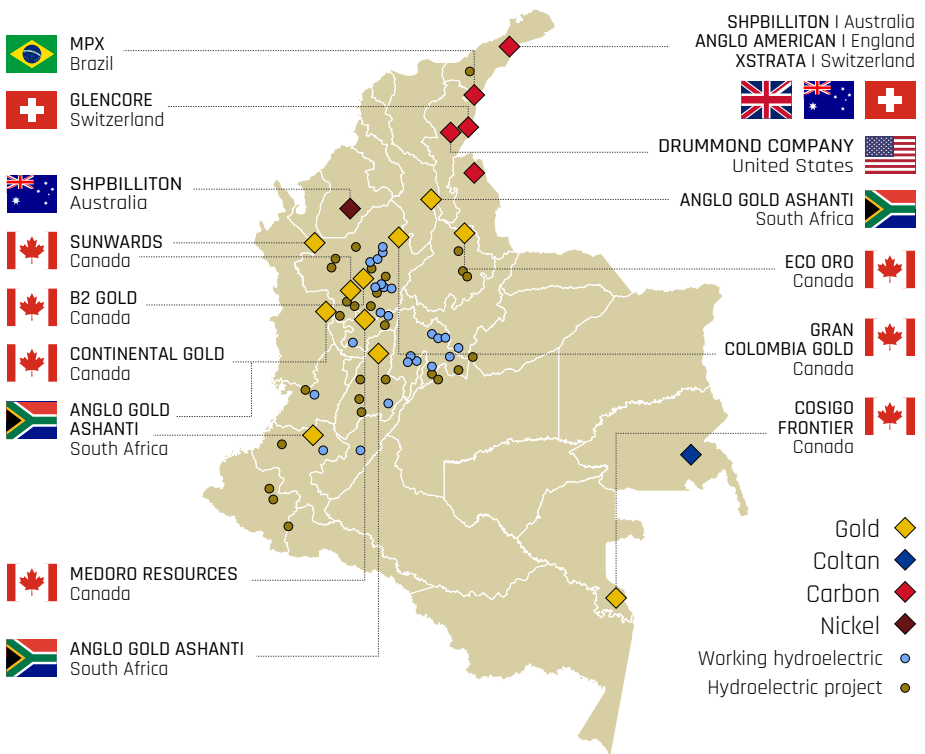 MPX
Brazil
GLENCORE
Switzerland
SHPBILLITON
Australia
SUNWARDS
Canada
B2 GOLD
Canada
CONTINENTAL GOLD
Canada
ANGLO GOLD
ASHANTI
South Africa
MEDORO RESOURCES
Canada
ANGLO GOLD ASHANTI
South Africa
SHPBILLITON | Australia
ANGLO AMERICAN | England
XSTRATA | Switzerland
DRUMMOND COMPANY
United States
ANGLO GOLD ASHANTI
South Africa
ECO ORO
Canada
GRAN
COLOMBIA GOLD
Canada
COSIGO
FRONTIER
Canada
Gold
Coltan
Carbon
Nickel
Working hydroelectric
Hydroelectric project